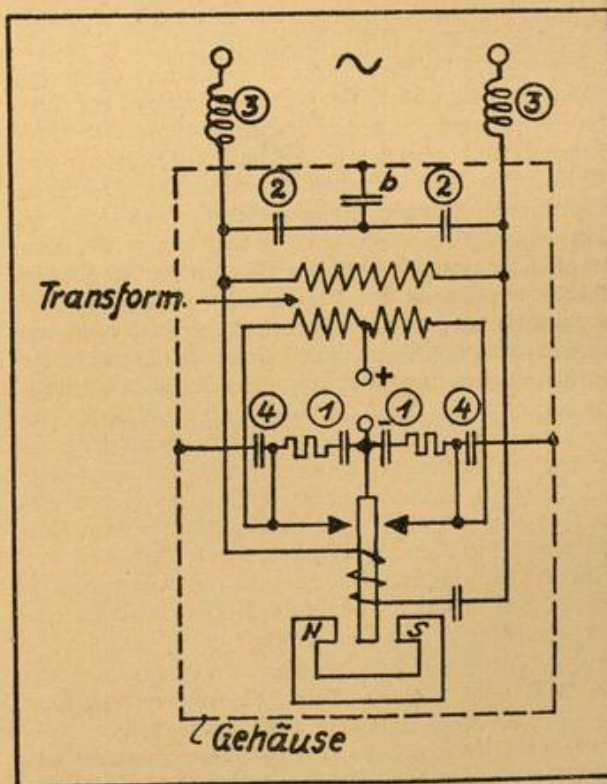 ~
③ ③
② b ②
Transform.
+
④ ① - ① ④
N S
Gehäuse